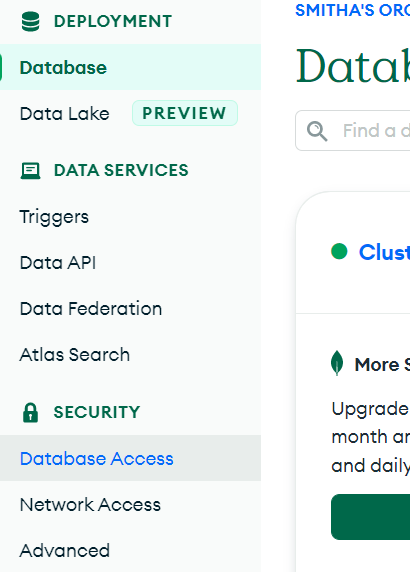 DEPLOYMENT
Database
Data Lake PREVIEW
DATA SERVICES
Triggers
Data API
Data Federation
Atlas Search
SECURITY
Database Access
Network Access
Advanced
SMITHA'S ORG
Datab
Find a d
Clust
More S
Upgrade
month an
and daily